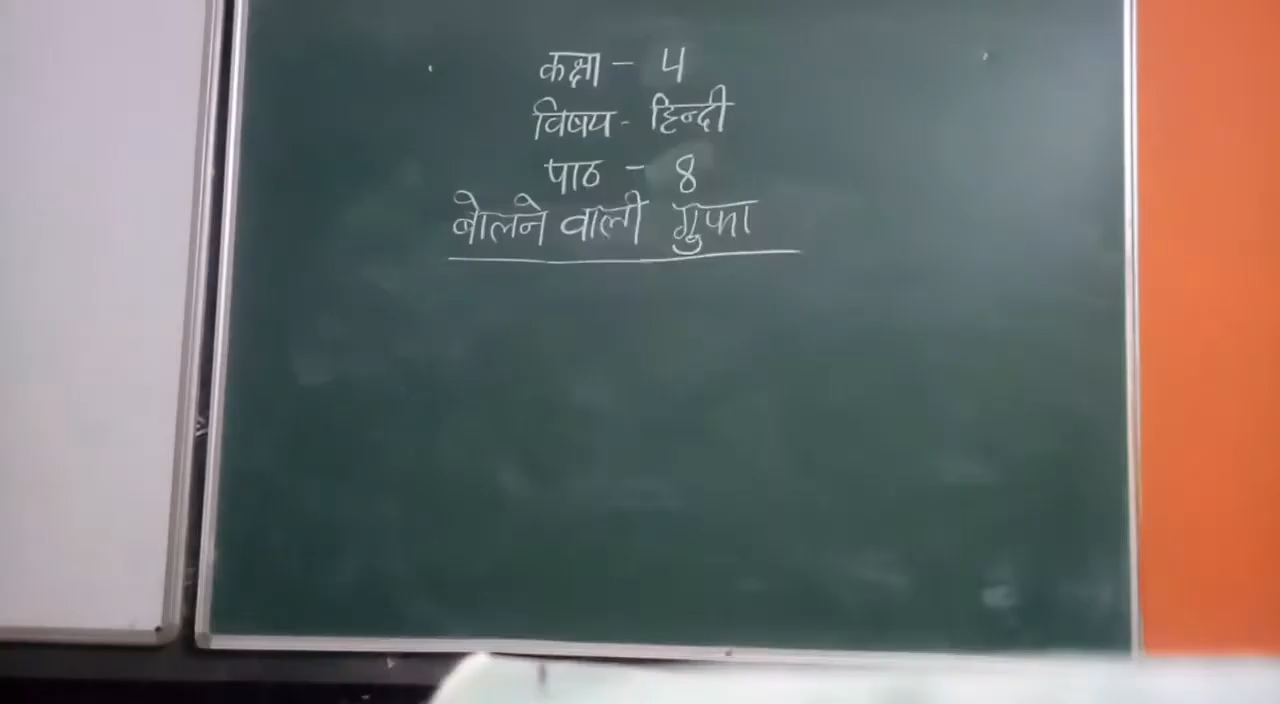 कक्षा - 4
विषय - हिन्दी
पाठ - 8
बोलने वाली गुफा